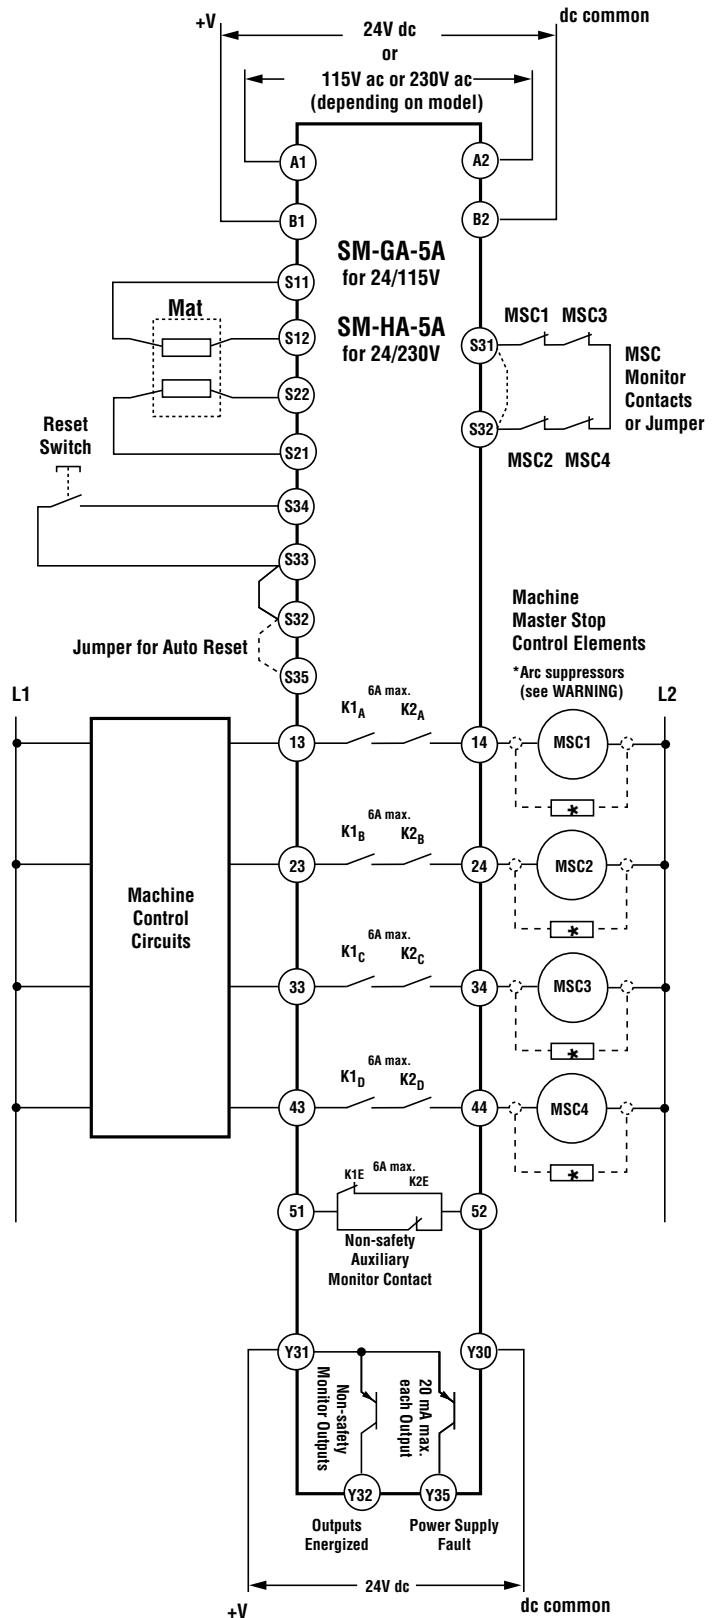 +V
24V dc
dc common
or
115V ac or 230V ac
(depending on model)
A1
A2
B1
B2
SM-GA-5A
for 24/115V
S11
Mat
SM-HA-5A
for 24/230V
S12
MSC1 MSC3
S31
MSC
Monitor
Contacts
or Jumper
S22
S32
MSC2 MSC4
Reset
Switch
S21
S34
S33
S32
Jumper for Auto Reset
S35
Machine
Master Stop
Control Elements
*Arc suppressors
(see WARNING)
L1
L2
6A max.
K1A K2A
13
14
MSC1
*
6A max.
K1B K2B
23
24
MSC2
*
Machine
Control
Circuits
6A max.
K1C K2C
33
34
MSC3
*
6A max.
K1D K2D
43
44
MSC4
*
6A max.
K1E K2E
51
52
Non-safety
Auxiliary
Monitor Contact
Y31
Y30
Non-safety
Monitor Outputs
20 mA max.
each Output
Y32
Y35
Outputs
Energized
Power Supply
Fault
24V dc
+V
dc common